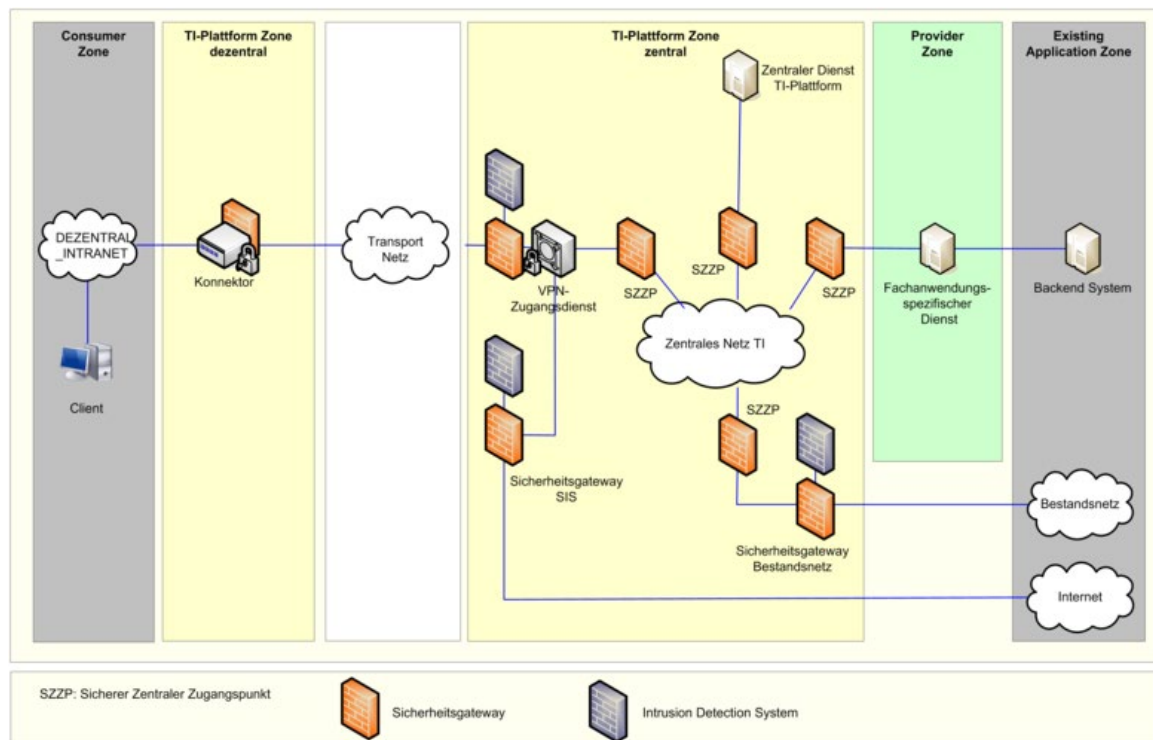 Consumer
Zone
TI-Plattform Zone
dezentral
TI-Plattform Zone
zentral
Provider
Zone
Existing
Application Zone
Zentraler Dienst
TI-Plattform
DEZENTRAL
_INTRANET
Konnektor
Transport
Netz
VPN-
Zugangsdienst
SZZP
SZZP
SZZP
Fachanwendungs-
spezifischer
Dienst
Backend System
Zentrales Netz TI
Client
SZZP
Sicherheitsgateway
SIS
Bestandsnetz
Sicherheitsgateway
Bestandsnetz
Internet
SZZP: Sicherer Zentraler Zugangspunkt
Sicherheitsgateway
Intrusion Detection System